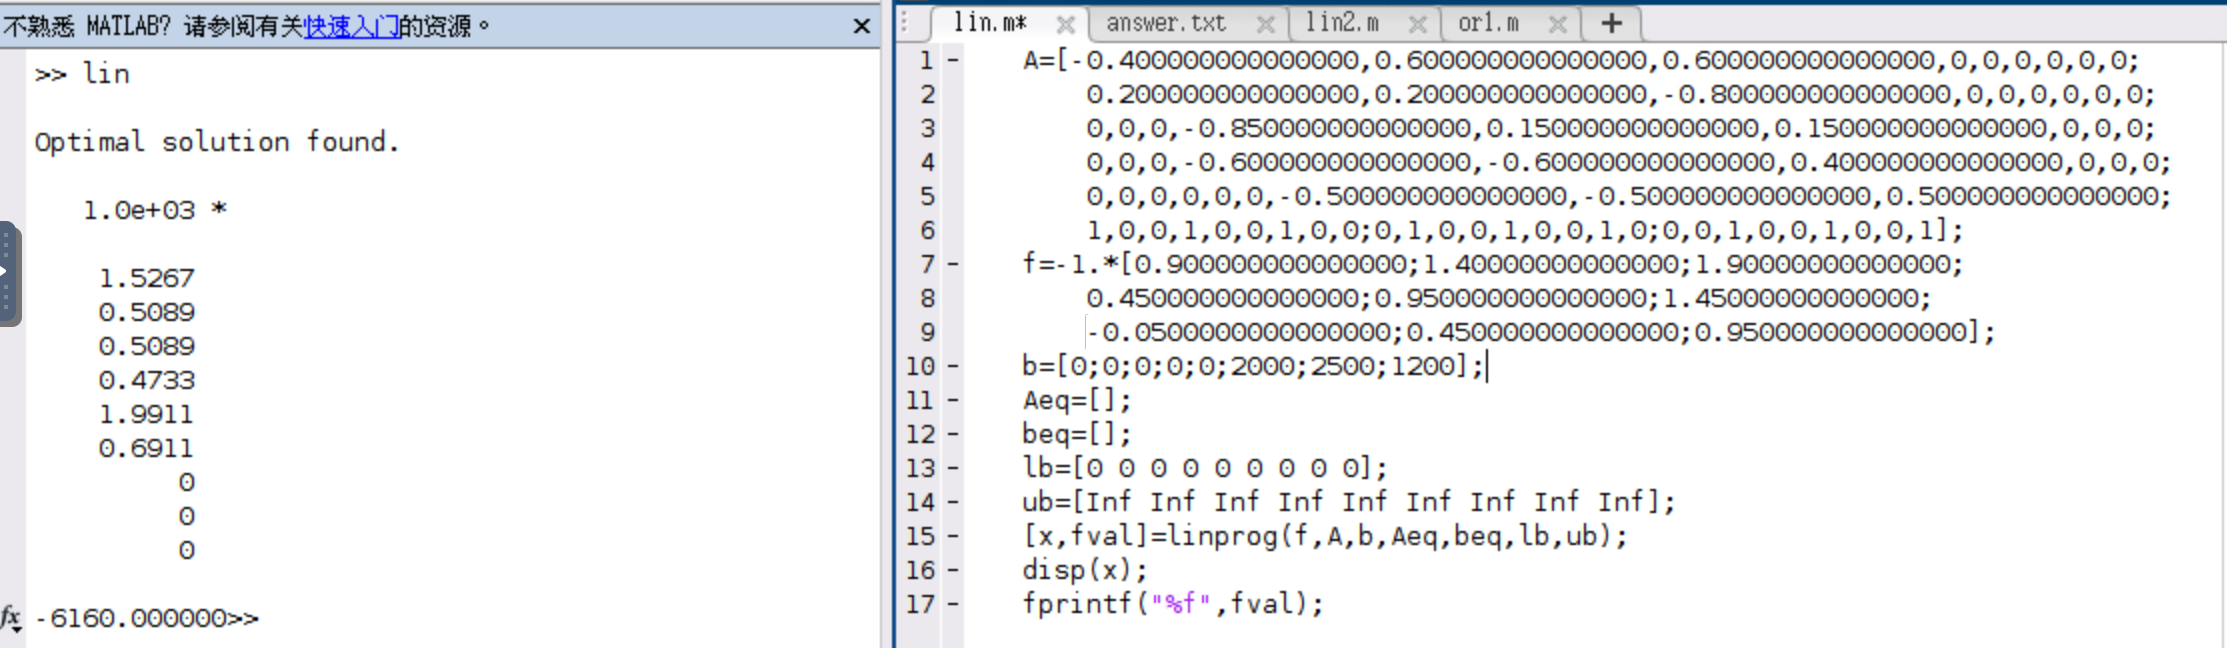 不熟悉 MATLAB? 请参阅有关快速入门的资源。
>> lin
Optimal solution found.
1.0e+03 *
1.5267
0.5089
0.5089
0.4733
1.9911
0.6911
0
0
0
fx -6160.000000>>
lin.m* answer.txt lin2.m or1.m +
1 - A=[-0.400000000000000,0.600000000000000,0.600000000000000,0,0,0,0,0,0;
2 0.200000000000000,0.200000000000000,-0.800000000000000,0,0,0,0,0,0;
3 0,0,0,-0.850000000000000,0.150000000000000,0.150000000000000,0,0,0;
4 0,0,0,-0.600000000000000,-0.600000000000000,0.400000000000000,0,0,0;
5 0,0,0,0,0,0,-0.500000000000000,-0.500000000000000,0.500000000000000;
6 1,0,0,1,0,0,1,0,0;0,1,0,0,1,0,0,1,0;0,0,1,0,0,1,0,0,1];
7 - f=-1.*[0.900000000000000;1.40000000000000;1.90000000000000;
8 0.450000000000000;0.950000000000000;1.45000000000000;
9 -0.0500000000000000;0.450000000000000;0.950000000000000];
10 - b=[0;0;0;0;0;2000;2500;1200];
11 - Aeq=[];
12 - beq=[];
13 - lb=[0 0 0 0 0 0 0 0 0];
14 - ub=[Inf Inf Inf Inf Inf Inf Inf Inf Inf];
15 - [x,fval]=linprog(f,A,b,Aeq,beq,lb,ub);
16 - disp(x);
17 - fprintf("%f",fval);